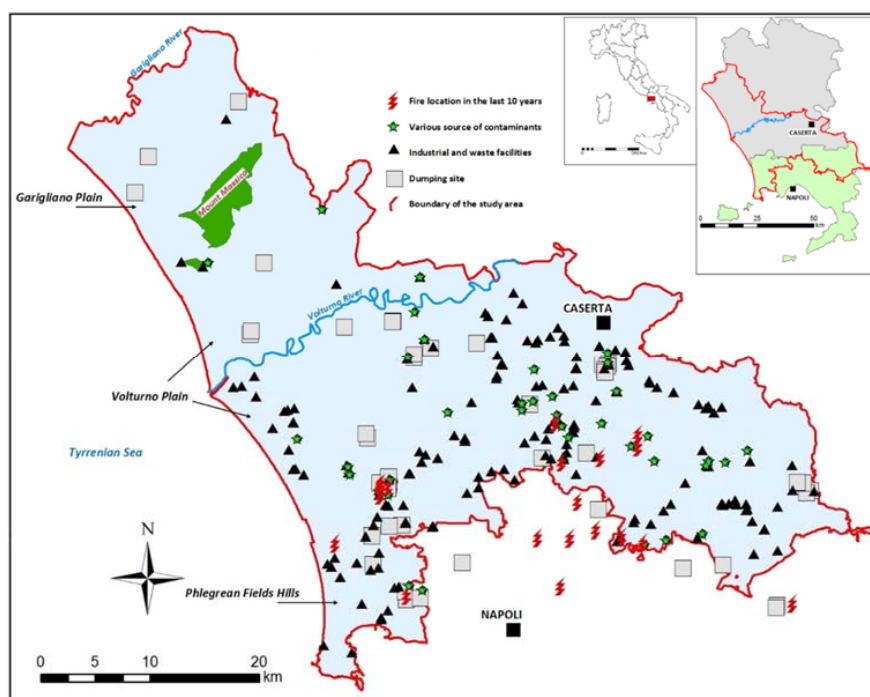 Garigliano River
Fire location in the last 10 years
Various source of contaminants
Industrial and waste facilities
Dumping site
Boundary of the study area
Mount Massico
Garigliano Plain
Volturno River
CASERTA
Volturno Plain
Tyrrenian Sea
N
Phlegrean Fields Hills
NAPOLI
0 5 10 20
km
CASERTA
NAPOLI
0 25 50
km